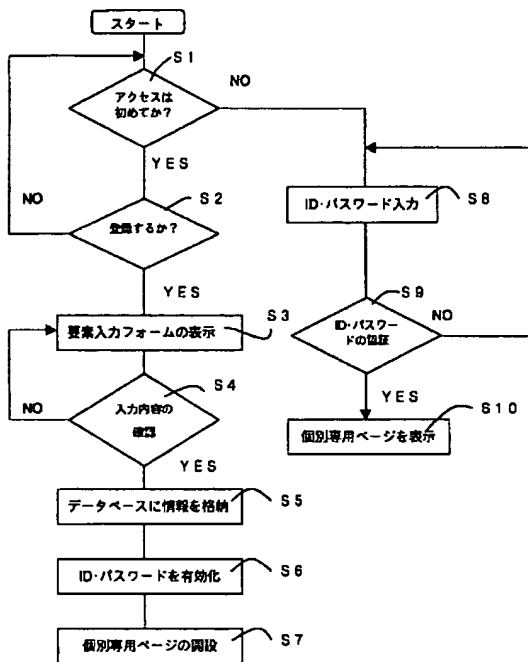 スタート
S1
アクセスは
初めてか?
NO
YES
S2
登録するか?
NO
YES
要素入力フォームの表示
S3
S4
入力内容の
確認
NO
YES
データベースに情報を格納
S5
ID・パスワードを有効化
S6
個別専用ページの開設
S7
ID・パスワード入力
S8
S9
ID・パスワー
ドの認証
NO
YES
S10
個別専用ページを表示